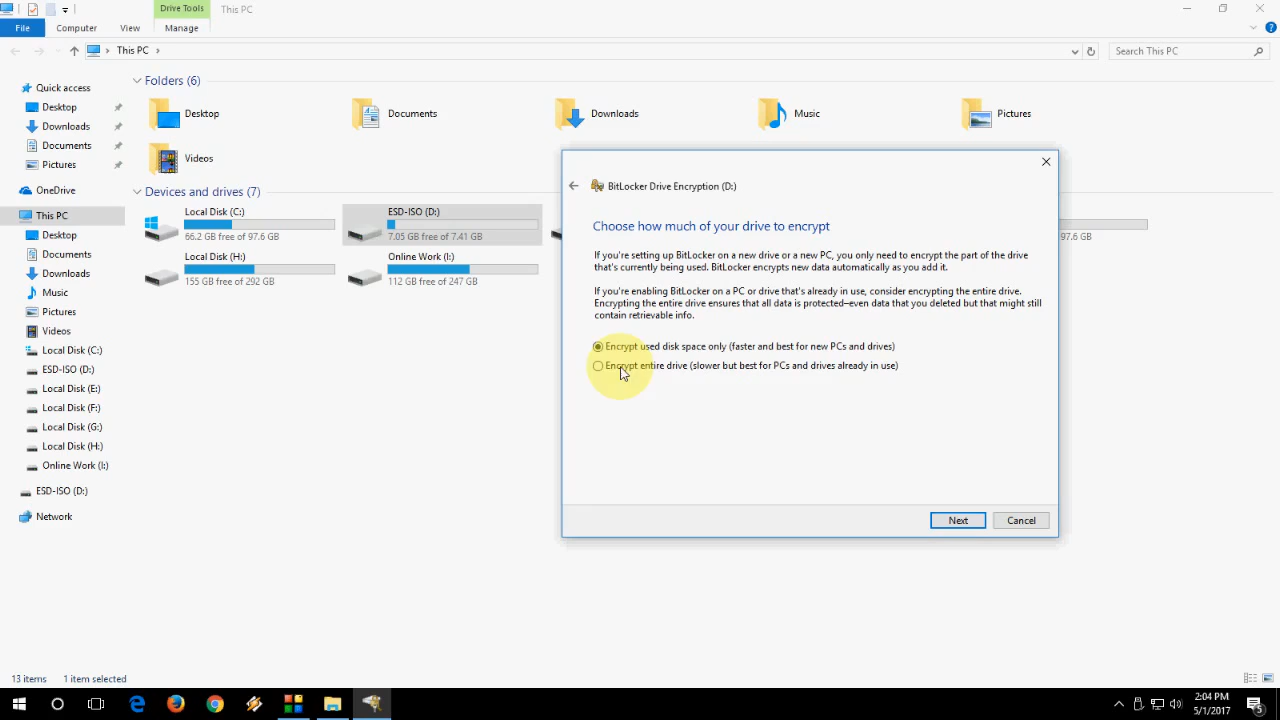 Drive Tools
This PC
File
Computer
View
Manage
This PC
Search This PC
Quick access
Desktop
Downloads
Documents
Pictures
OneDrive
This PC
Desktop
Documents
Downloads
Music
Pictures
Videos
Local Disk (C:)
ESD-ISO (D:)
Local Disk (E:)
Local Disk (F:)
Local Disk (G:)
Local Disk (H:)
Online Work (I:)
ESD-ISO (D:)
Network
Folders (6)
Desktop
Documents
Downloads
Music
Pictures
Videos
Devices and drives (7)
Local Disk (C:)
66.2 GB free of 97.6 GB
ESD-ISO (D:)
7.05 GB free of 7.41 GB
97.6 GB
Local Disk (H:)
155 GB free of 292 GB
Online Work (I:)
112 GB free of 247 GB
BitLocker Drive Encryption (D:)
Choose how much of your drive to encrypt
If you're setting up BitLocker on a new drive or a new PC, you only need to encrypt the part of the drive
that's currently being used. BitLocker encrypts new data automatically as you add it.
If you're enabling BitLocker on a PC or drive that's already in use, consider encrypting the entire drive.
Encrypting the entire drive ensures that all data is protected–even data that you deleted but that might still
contain retrievable info.
Encrypt used disk space only (faster and best for new PCs and drives)
Encrypt entire drive (slower but best for PCs and drives already in use)
Next
Cancel
13 items
1 item selected
2:04 PM
5/1/2017